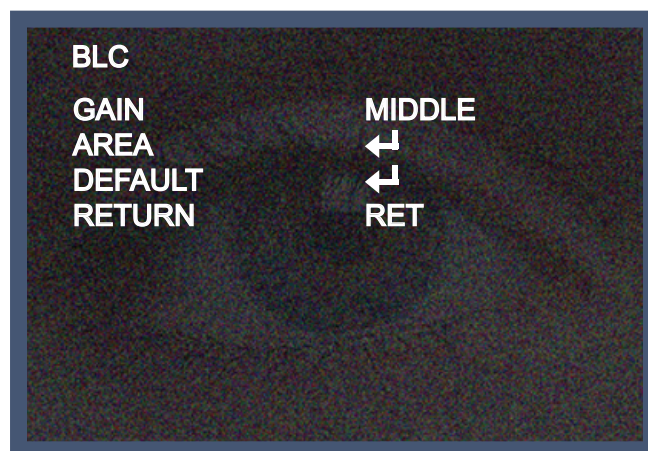 BLC
GAIN MIDDLE
AREA ↵
DEFAULT ↵
RETURN RET